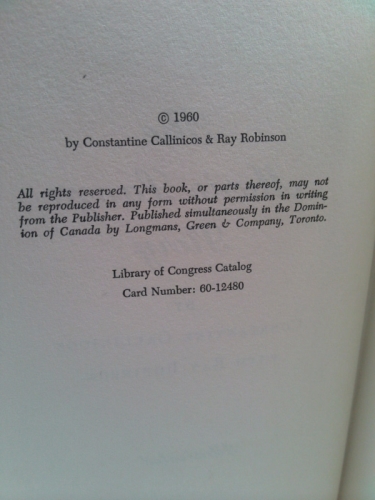 © 1960
by Constantine Callinicos & Ray Robinson
All rights reserved. This book, or parts thereof, may not
be reproduced in any form without permission in writing
from the Publisher. Published simultaneously in the Domin-
ion of Canada by Longmans, Green & Company, Toronto.
Library of Congress Catalog
Card Number: 60-12480